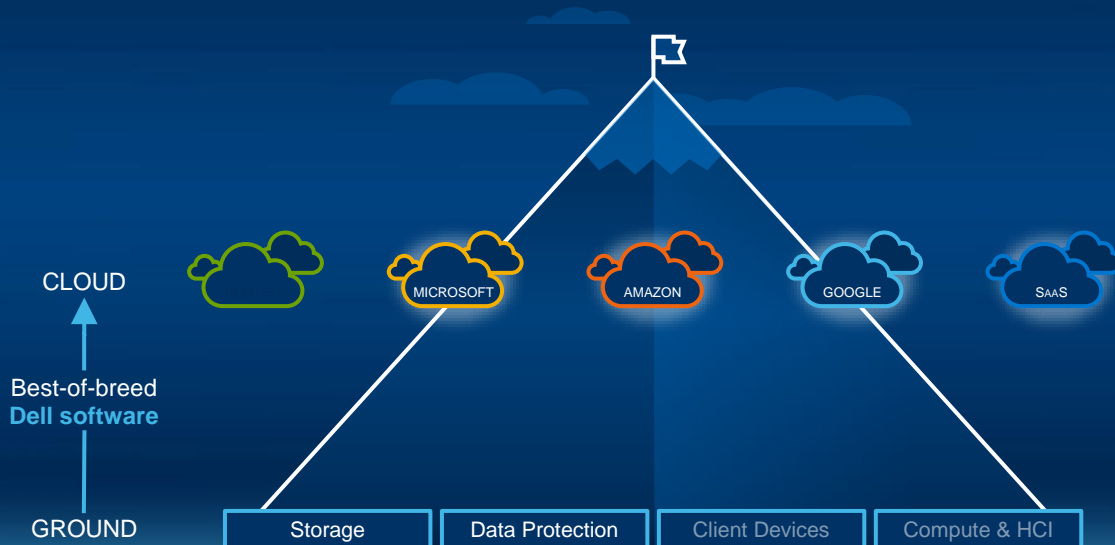 CLOUD
MICROSOFT
AMAZON
GOOGLE
SAAS
Best-of-breed
Dell software
GROUND
Storage
Data Protection
Client Devices
Compute & HCI